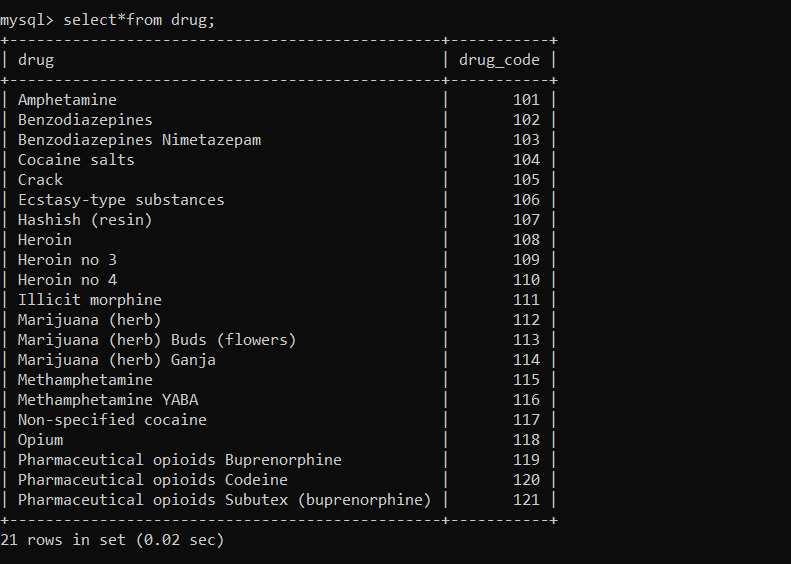 mysql> select*from drug;
+------------------------------------------------+-----------+
| drug                                           | drug_code |
+------------------------------------------------+-----------+
| Amphetamine                                    |       101 |
| Benzodiazepines                                |       102 |
| Benzodiazepines Nimetazepam                    |       103 |
| Cocaine salts                                  |       104 |
| Crack                                          |       105 |
| Ecstasy-type substances                        |       106 |
| Hashish (resin)                                |       107 |
| Heroin                                         |       108 |
| Heroin no 3                                    |       109 |
| Heroin no 4                                    |       110 |
| Illicit morphine                               |       111 |
| Marijuana (herb)                               |       112 |
| Marijuana (herb) Buds (flowers)                |       113 |
| Marijuana (herb) Ganja                         |       114 |
| Methamphetamine                                |       115 |
| Methamphetamine YABA                           |       116 |
| Non-specified cocaine                          |       117 |
| Opium                                          |       118 |
| Pharmaceutical opioids Buprenorphine           |       119 |
| Pharmaceutical opioids Codeine                 |       120 |
| Pharmaceutical opioids Subutex (buprenorphine) |       121 |
+------------------------------------------------+-----------+
21 rows in set (0.02 sec)